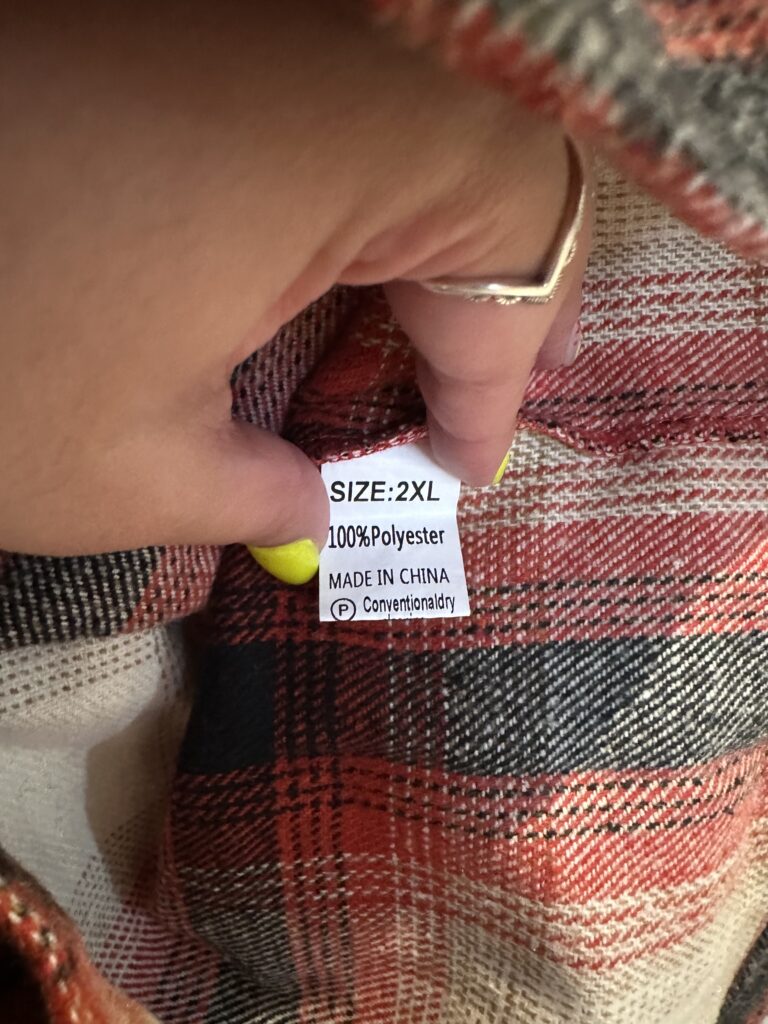 SIZE:2XL
100%Polyester
MADE IN CHINA
Ⓟ Conventionaldry